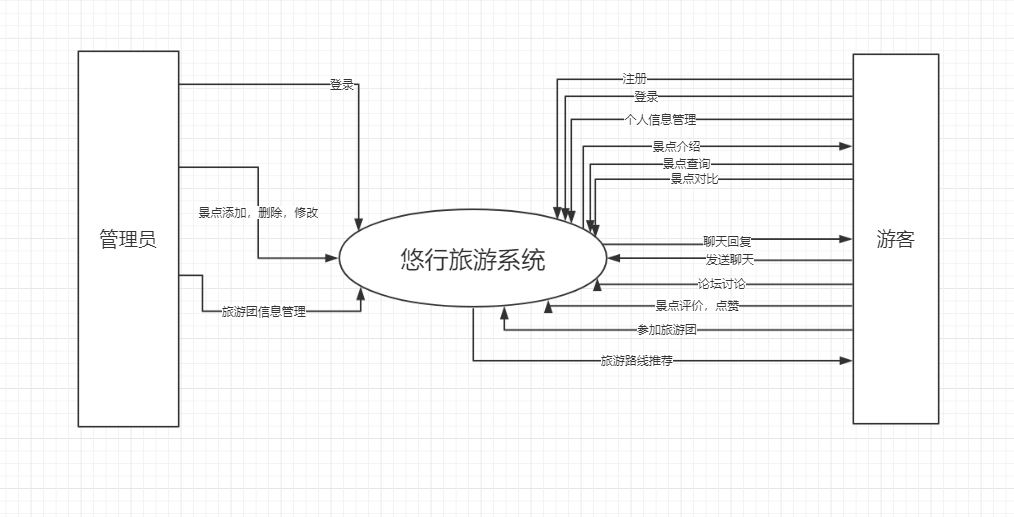 管理员
登录
景点添加，删除，修改
旅游团信息管理
悠行旅游系统
注册
登录
个人信息管理
景点介绍
景点查询
景点对比
聊天回复
发送聊天
论坛讨论
景点评价，点赞
参加旅游团
旅游路线推荐
游客